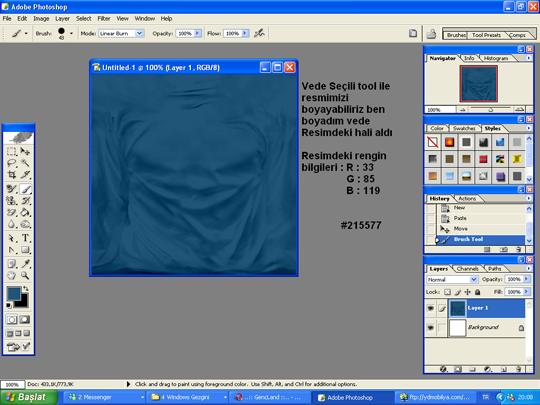 Adobe Photoshop
File Edit Image Layer Select Filter View Window Help
Brush: 43 Mode: Linear Burn Opacity: 100% Flow: 100%
Brushes Tool Presets Comps
Untitled-1 @ 100% (Layer 1, RGB/8)
Vede Seçili tool ile
resmimizi
boyayabiliriz ben
boyadım vede
Resimdeki hali aldı
Resimdeki rengin
bilgileri : R : 33
G : 85
B : 119
#215577
Navigator Info Histogram
100%
Color Swatches Styles
History Actions
New
Paste
Move
Brush Tool
Layers Channels Paths
Normal Opacity: 100%
Lock: Fill: 100%
Layer 1
Background
100% Doc: 433,1K/773,9K Click and drag to paint using foreground color. Use Shift, Alt, and Ctrl for additional options.
Başlat 2 Messenger 4 Windows Gezgini ..:: GencLand ::.. - ... Adobe Photoshop ftp://ydmobilya.com/... TR 20:08